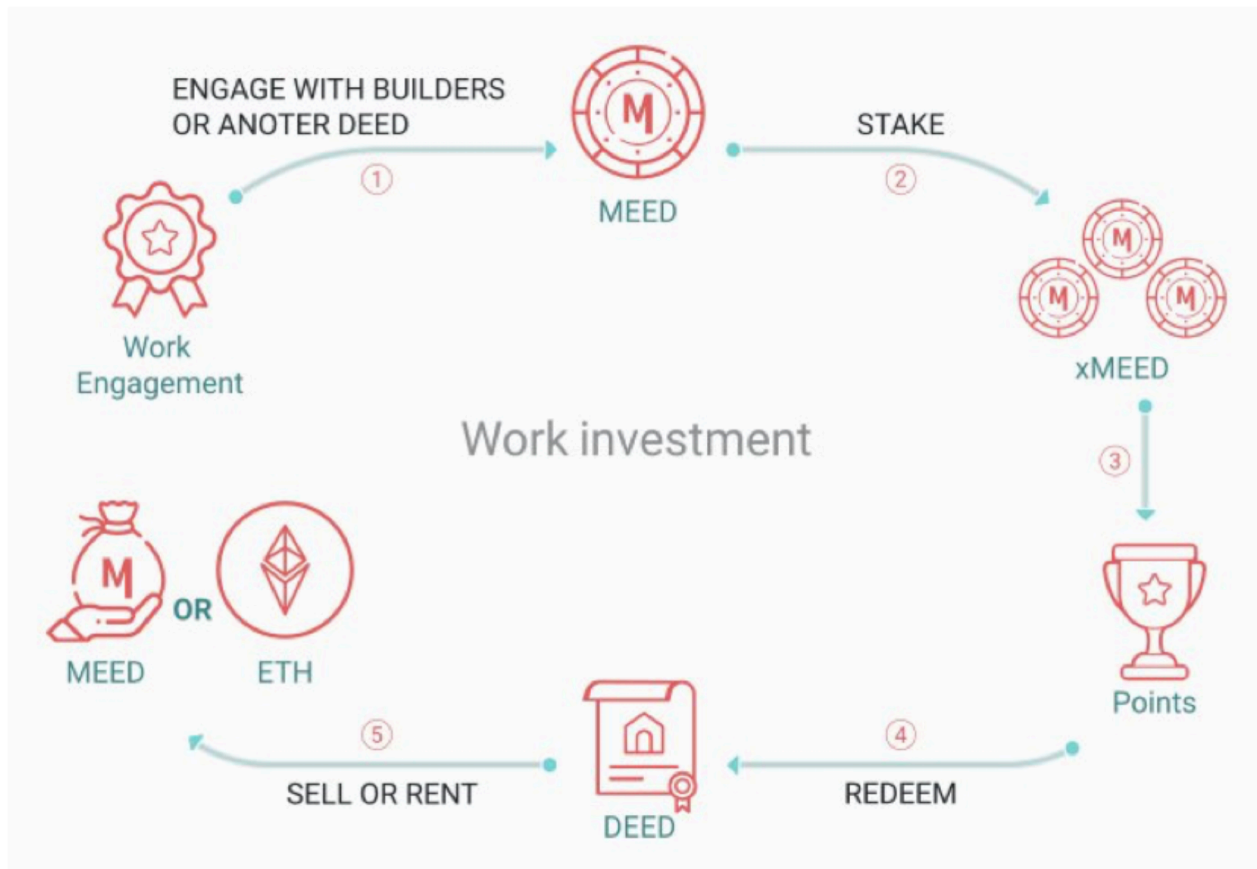 ENGAGE WITH BUILDERS
OR ANOTER DEED
①
M
MEED
STAKE
②
Work
Engagement
M
M
M
xMEED
③
Work investment
M
OR
MEED
ETH
Points
⑤
SELL OR RENT
④
REDEEM
DEED